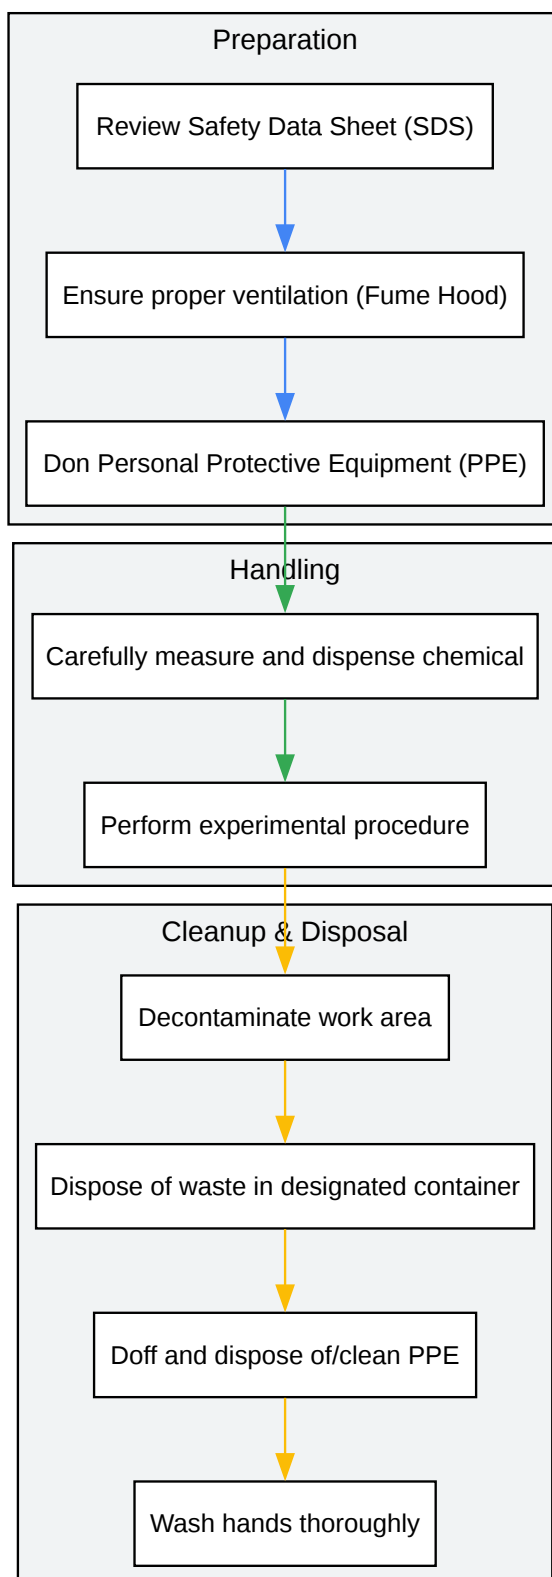 Preparation
Review Safety Data Sheet (SDS)
Ensure proper ventilation (Fume Hood)
Don Personal Protective Equipment (PPE)
Handling
Carefully measure and dispense chemical
Perform experimental procedure
Cleanup & Disposal
Decontaminate work area
Dispose of waste in designated container
Doff and dispose of/clean PPE
Wash hands thoroughly